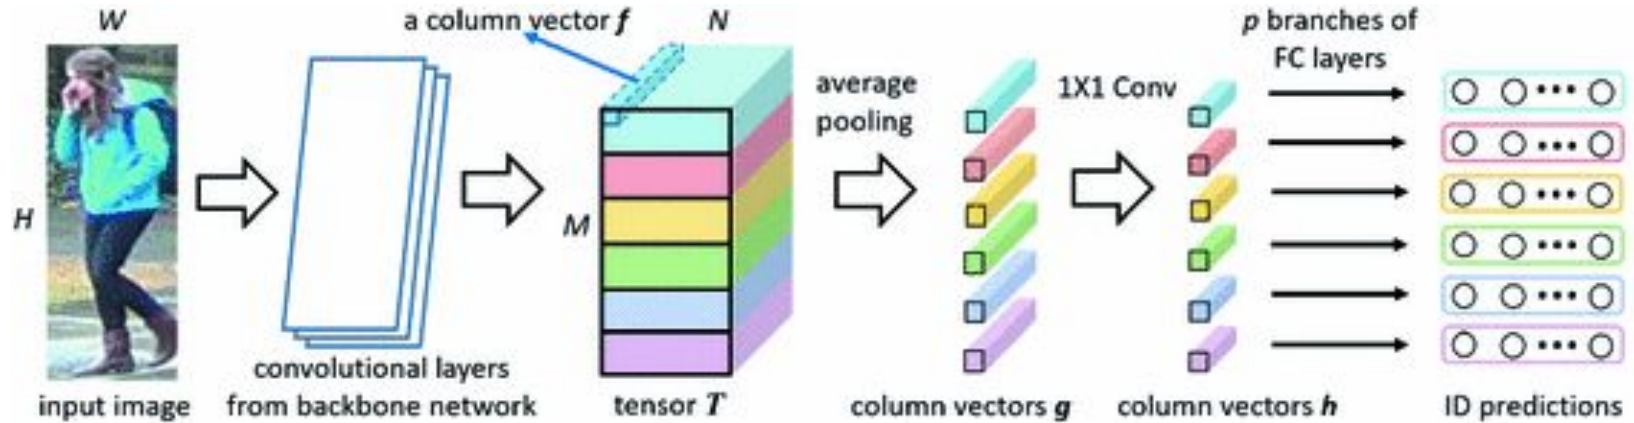 W
H
input image
convolutional layers
from backbone network
a column vector f
N
M
tensor T
average
pooling
column vectors g
1X1 Conv
column vectors h
p branches of
FC layers
ID predictions